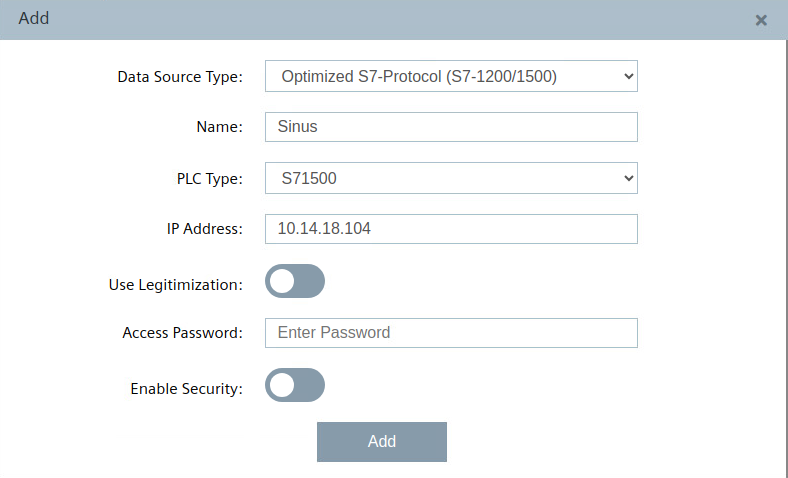 Add
Data Source Type: Optimized S7-Protocol (S7-1200/1500)
Name: Sinus
PLC Type: S71500
IP Address: 10.14.18.104
Use Legitimization:
Access Password: Enter Password
Enable Security:
Add